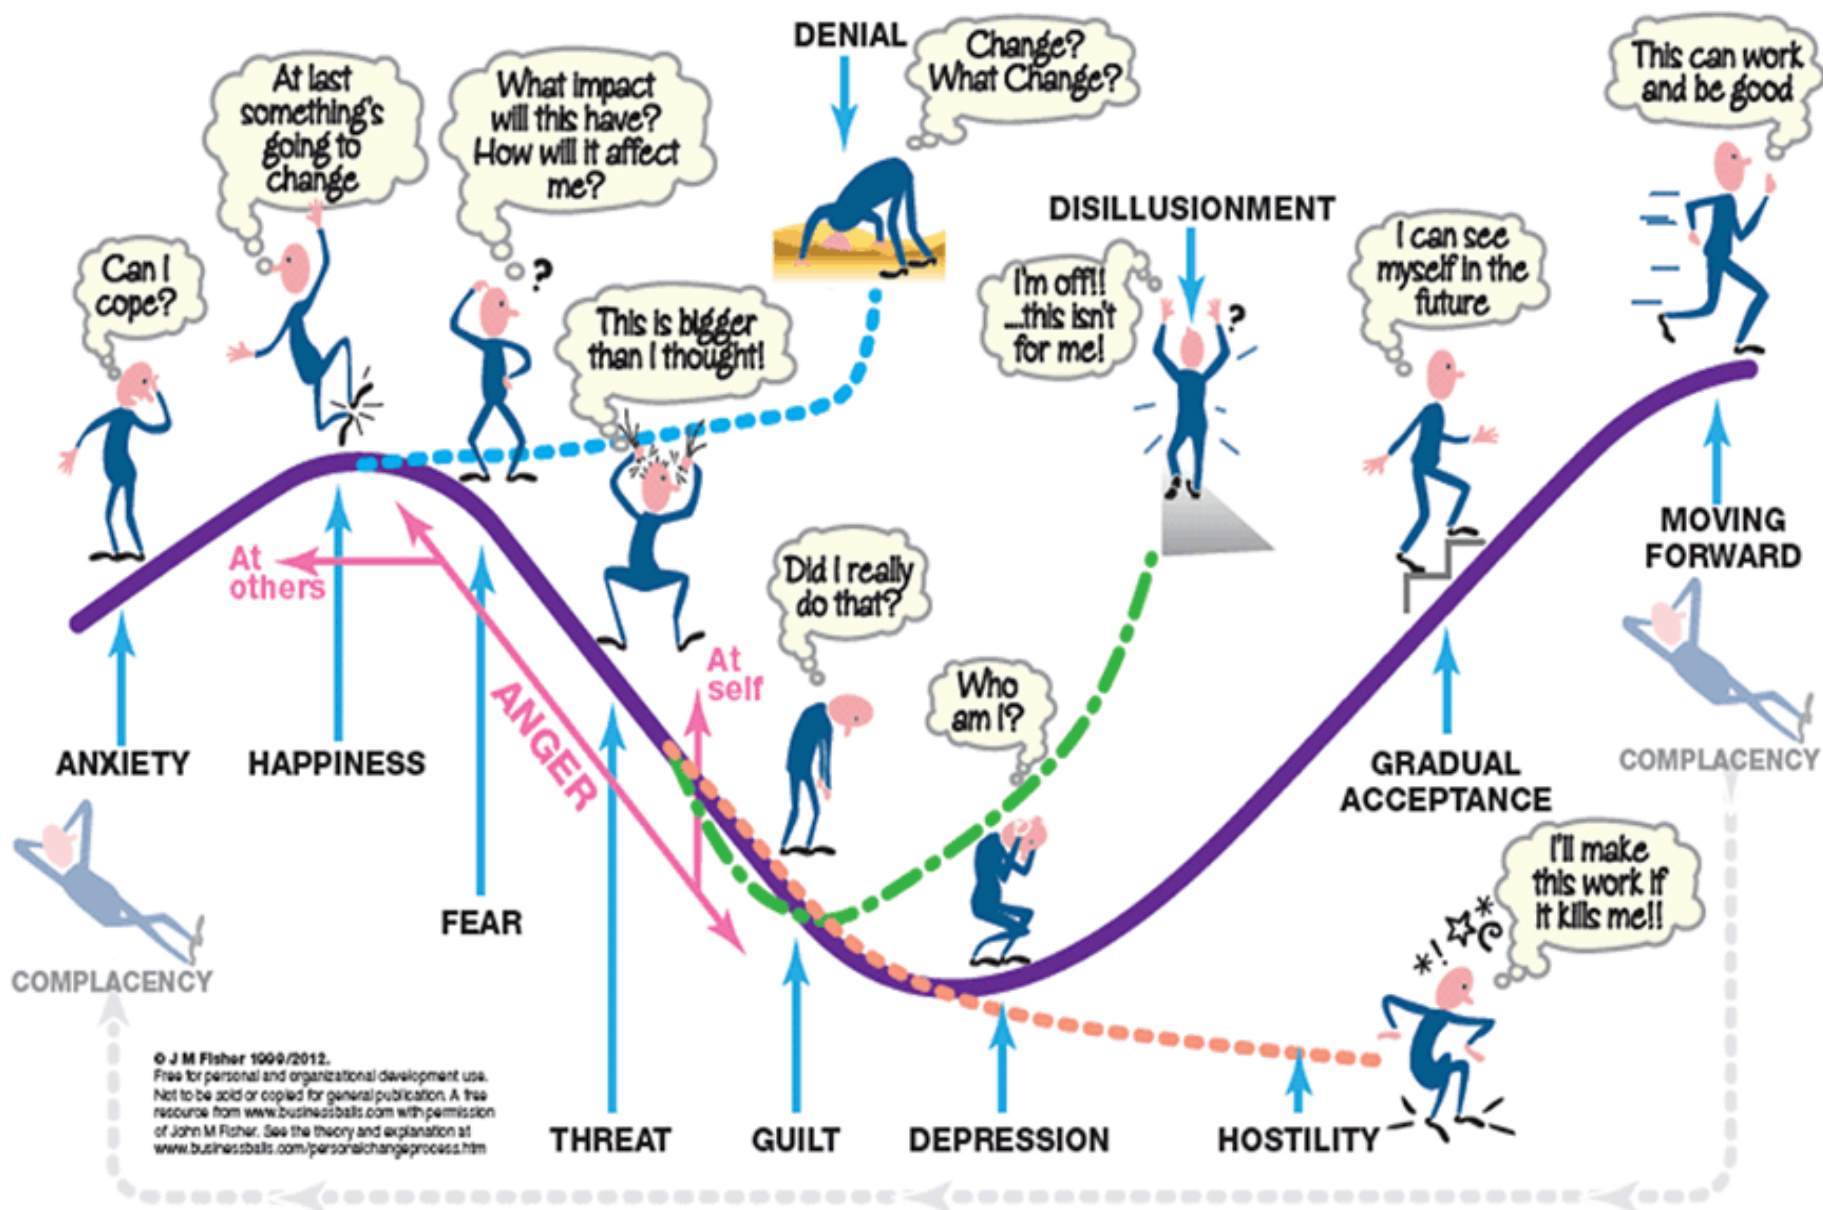 DENIAL
Change?
What Change?
This can work
and be good
At last
something's
going to
change
What impact
will this have?
How will it affect
me?
?
DISILLUSIONMENT
Can I
cope?
I'm off!!
....this isn't
for me!
?
I can see
myself in the
future
This is bigger
than I thought!
MOVING
FORWARD
At
others
Did I really
do that?
At
self
ANGER
Who
am I?
ANXIETY
HAPPINESS
GRADUAL
ACCEPTANCE
COMPLACENCY
I'll make
this work if
it kills me!!
FEAR
*!
*
COMPLACENCY
© J M Fisher 1999/2012.
Free for personal and organizational development use.
Not to be sold or copied for general publication. A free
resource from www.businessballs.com with permission
of John M Fisher. See the theory and explanation at
www.businessballs.com/personalchangeprocess.htm
THREAT
GUILT
DEPRESSION
HOSTILITY